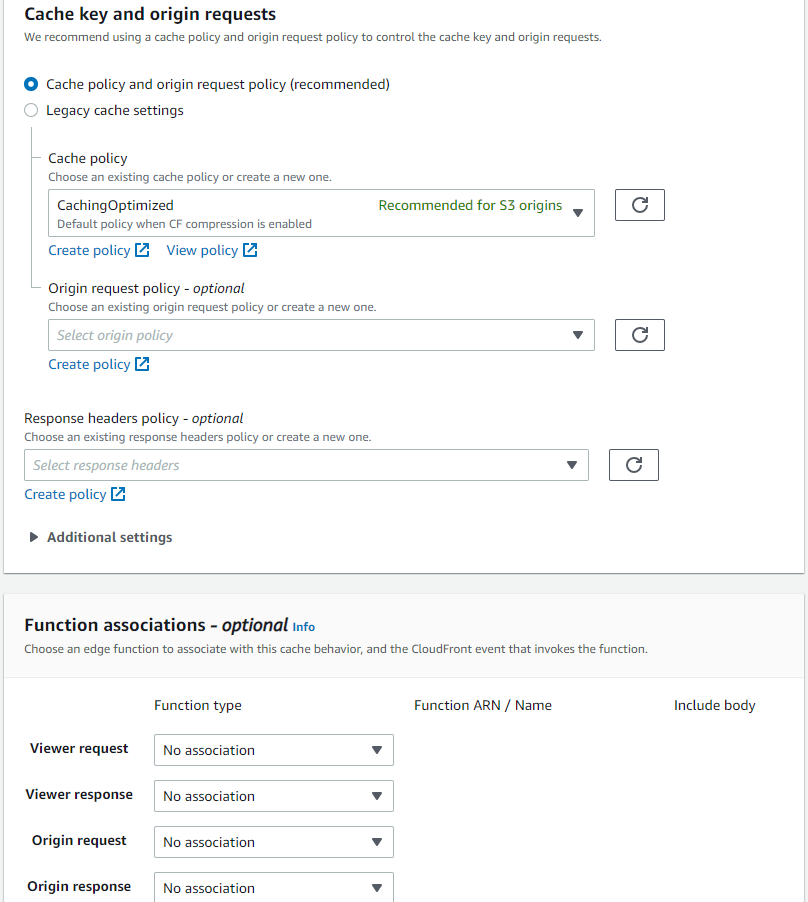 Cache key and origin requests
We recommend using a cache policy and origin request policy to control the cache key and origin requests.
Cache policy and origin request policy (recommended)
Legacy cache settings
Cache policy
Choose an existing cache policy or create a new one.
CachingOptimized Recommended for S3 origins
Default policy when CF compression is enabled
Create policy View policy
Origin request policy - optional
Choose an existing origin request policy or create a new one.
Select origin policy
Create policy
Response headers policy - optional
Choose an existing response headers policy or create a new one.
Select response headers
Create policy
Additional settings
Function associations - optional Info
Choose an edge function to associate with this cache behavior, and the CloudFront event that invokes the function.
Function type Function ARN / Name Include body
Viewer request No association
Viewer response No association
Origin request No association
Origin response No association